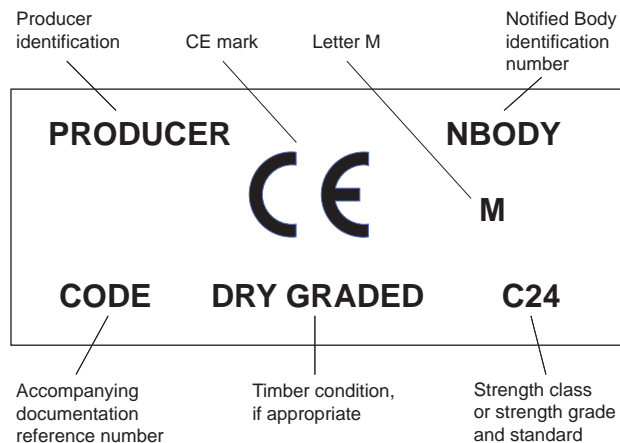 Producer
identification
CE mark
Letter M
Notified Body
identification
number
PRODUCER
NBODY
CE
M
CODE
DRY GRADED
C24
Accompanying
documentation
reference number
Timber condition,
if appropriate
Strength class
or strength grade
and standard